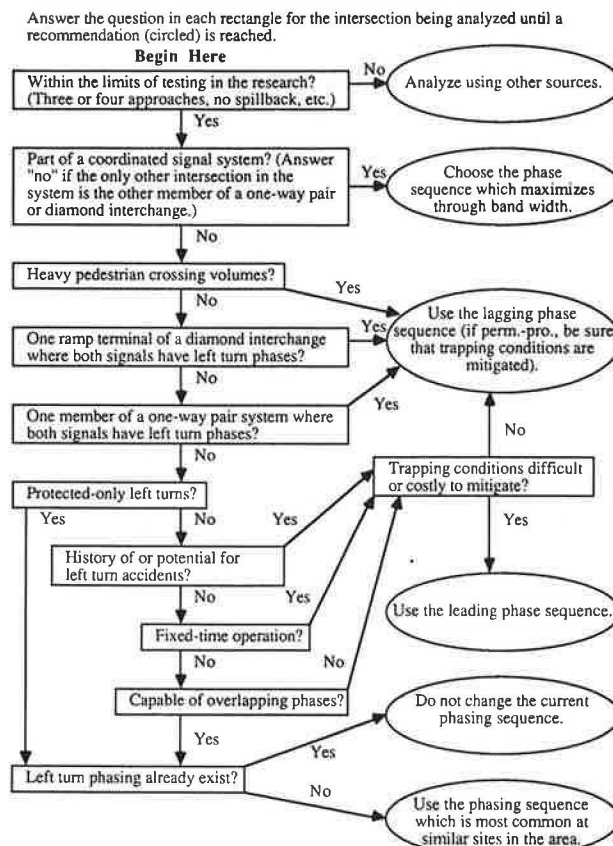 Answer the question in each rectangle for the intersection being analyzed until a
recommendation (circled) is reached.
Begin Here
Within the limits of testing in the research?
(Three or four approaches, no spillback, etc.)
No
Analyze using other sources.
Yes
Part of a coordinated signal system? (Answer
"no" if the only other intersection in the
system is the other member of a one-way pair
or diamond interchange.)
Yes
Choose the phase
sequence which maximizes
through band width.
No
Heavy pedestrian crossing volumes?
Yes
No
Use the lagging phase
sequence (if perm.-pro., be sure
that trapping conditions are
mitigated).
One ramp terminal of a diamond interchange
where both signals have left turn phases?
Yes
No
One member of a one-way pair system where
both signals have left turn phases?
Yes
No
No
Trapping conditions difficult
or costly to mitigate?
Protected-only left turns?
Yes
No
Yes
Yes
History of or potential for
left turn accidents?
No
Yes
Use the leading phase sequence.
Fixed-time operation?
No
No
Capable of overlapping phases?
Do not change the current
phasing sequence.
Yes
Yes
Left turn phasing already exist?
No
Use the phasing sequence
which is most common at
similar sites in the area.